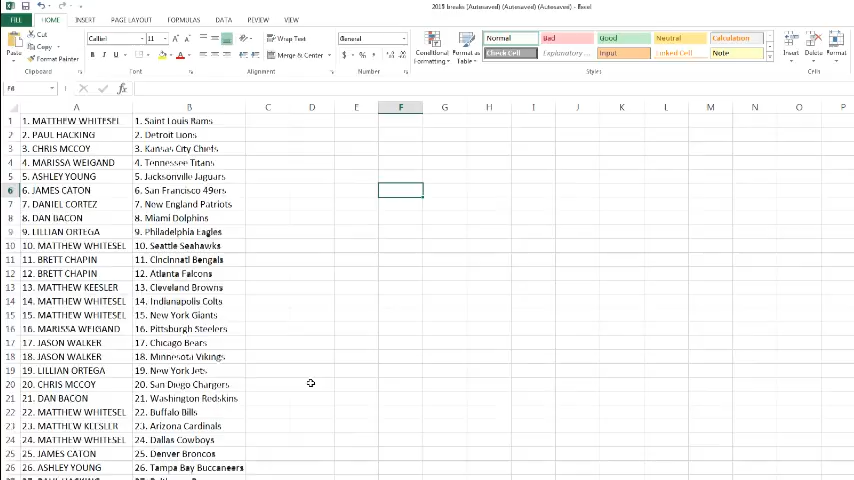 2015 breaks (Autosaved) (Autosaved) (Autosaved) - Excel
FILE HOME INSERT PAGE LAYOUT FORMULAS DATA REVIEW VIEW
Cut
Copy
Format Painter
Paste
Clipboard
Calibri 11
B I U
Font
Wrap Text
Merge & Center
Alignment
General
$ % ,
Number
Conditional Formatting
Format as Table
Normal Bad Good Neutral Calculation
Check Cell Explanatory ... Input Linked Cell Note
Styles
Insert Delete Format
Cells
F6
fx
A B C D E F G H I J K L M N O P
1 1. MATTHEW WHITESEL 1. Saint Louis Rams
2 2. PAUL HACKING 2. Detroit Lions
3 3. CHRIS MCCOY 3. Kansas City Chiefs
4 4. MARISSA WEIGAND 4. Tennessee Titans
5 5. ASHLEY YOUNG 5. Jacksonville Jaguars
6 6. JAMES CATON 6. San Francisco 49ers
7 7. DANIEL CORTEZ 7. New England Patriots
8 8. DAN BACON 8. Miami Dolphins
9 9. LILLIAN ORTEGA 9. Philadelphia Eagles
10 10. MATTHEW WHITESEL 10. Seattle Seahawks
11 11. BRETT CHAPIN 11. Cincinnati Bengals
12 12. BRETT CHAPIN 12. Atlanta Falcons
13 13. MATTHEW KEESLER 13. Cleveland Browns
14 14. MATTHEW WHITESEL 14. Indianapolis Colts
15 15. MATTHEW WHITESEL 15. New York Giants
16 16. MARISSA WEIGAND 16. Pittsburgh Steelers
17 17. JASON WALKER 17. Chicago Bears
18 18. JASON WALKER 18. Minnesota Vikings
19 19. LILLIAN ORTEGA 19. New York Jets
20 20. CHRIS MCCOY 20. San Diego Chargers
21 21. DAN BACON 21. Washington Redskins
22 22. MATTHEW WHITESEL 22. Buffalo Bills
23 23. MATTHEW KEESLER 23. Arizona Cardinals
24 24. MATTHEW WHITESEL 24. Dallas Cowboys
25 25. JAMES CATON 25. Denver Broncos
26 26. ASHLEY YOUNG 26. Tampa Bay Buccaneers